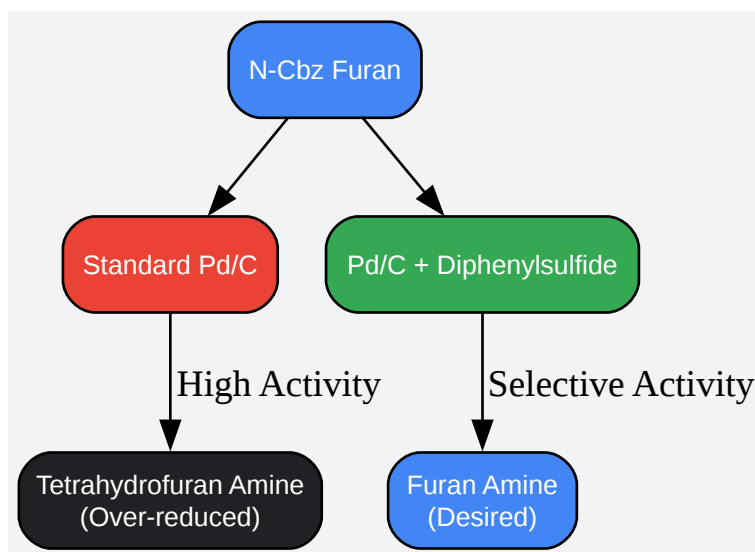 N-Cbz Furan
Standard Pd/C
Pd/C + Diphenylsulfide
High Activity
Selective Activity
Tetrahydrofuran Amine
(Over-reduced)
Furan Amine
(Desired)